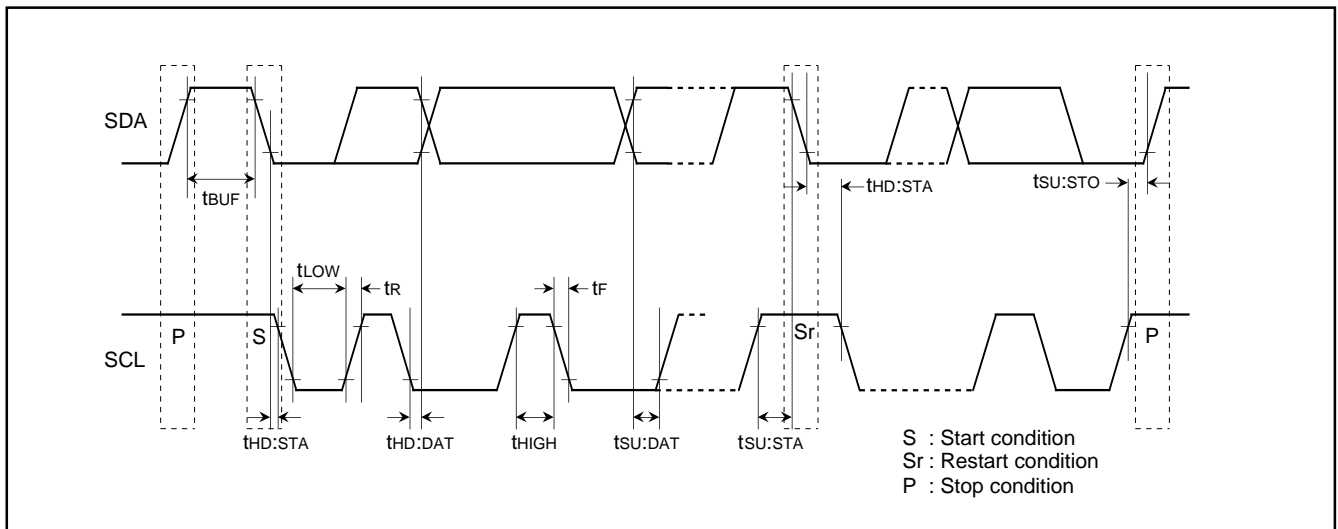 SDA
tBUF
tHD:STA
tSU:STO
tLOW
tR
tF
P
S
Sr
P
SCL
tHD:STA
tHD:DAT
tHIGH
tSU:DAT
tSU:STA
S : Start condition
Sr : Restart condition
P : Stop condition